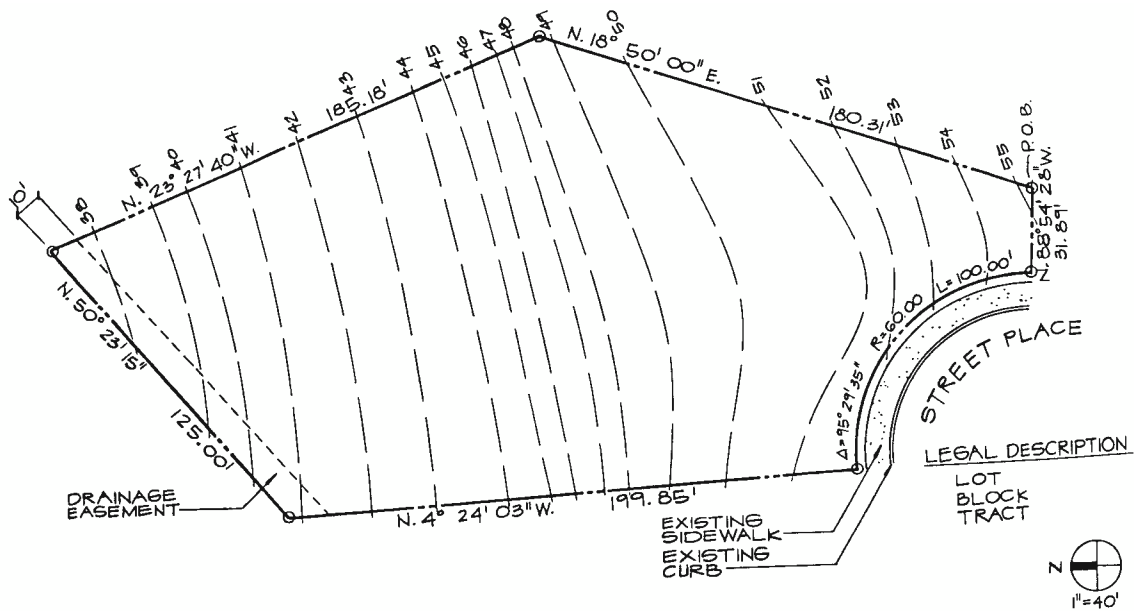 10'
38
39
40
41
42
43
44
45
46
47
48
49
50
51
52
53
54
55
N. 23° 27' 40" W.
185.18'
N. 18° 50' 00" E.
180.31'
P.O.B.
N. 88° 54' 28" W.
31.89'
R=60.00
L=100.00'
Δ=95° 29' 35"
STREET PLACE
N. 50° 23' 15"
125.00'
DRAINAGE
EASEMENT
N. 4° 24' 03" W.
199.85'
EXISTING
SIDEWALK
EXISTING
CURB
LEGAL DESCRIPTION
LOT
BLOCK
TRACT
N
1"=40'